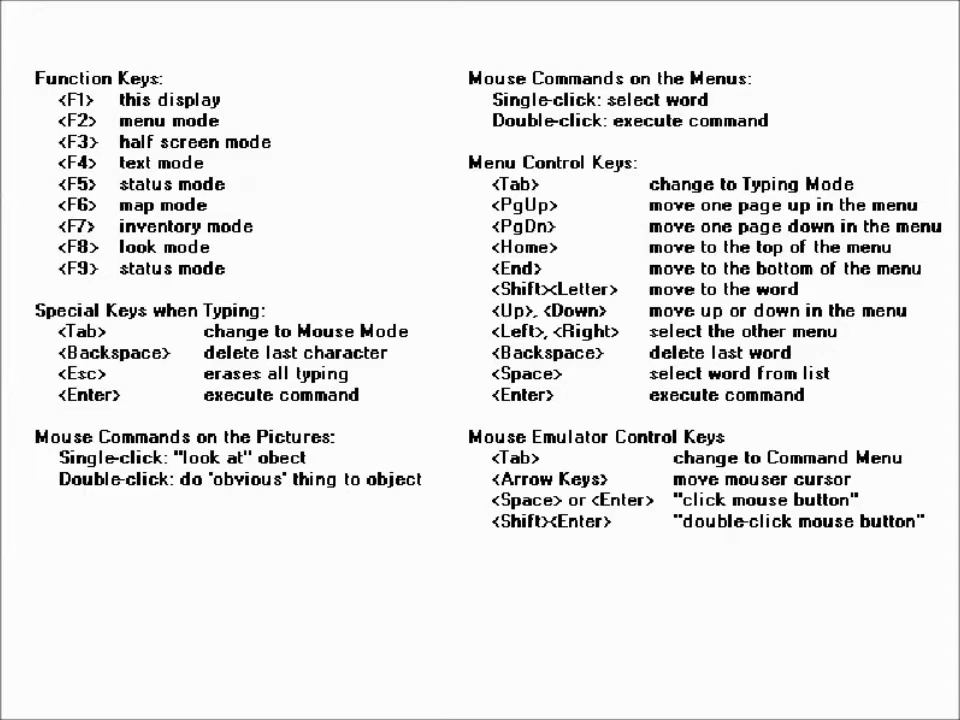 Function Keys:
<F1> this display
<F2> menu mode
<F3> half screen mode
<F4> text mode
<F5> status mode
<F6> map mode
<F7> inventory mode
<F8> look mode
<F9> status mode
Special Keys when Typing:
<Tab> change to Mouse Mode
<Backspace> delete last character
<Esc> erases all typing
<Enter> execute command
Mouse Commands on the Pictures:
Single-click: "look at" obect
Double-click: do 'obvious' thing to object
Mouse Commands on the Menus:
Single-click: select word
Double-click: execute command
Menu Control Keys:
<Tab> change to Typing Mode
<PgUp> move one page up in the menu
<PgDn> move one page down in the menu
<Home> move to the top of the menu
<End> move to the bottom of the menu
<Shift><Letter> move to the word
<Up>, <Down> move up or down in the menu
<Left>, <Right> select the other menu
<Backspace> delete last word
<Space> select word from list
<Enter> execute command
Mouse Emulator Control Keys
<Tab> change to Command Menu
<Arrow Keys> move mouser cursor
<Space> or <Enter> "click mouse button"
<Shift><Enter> "double-click mouse button"